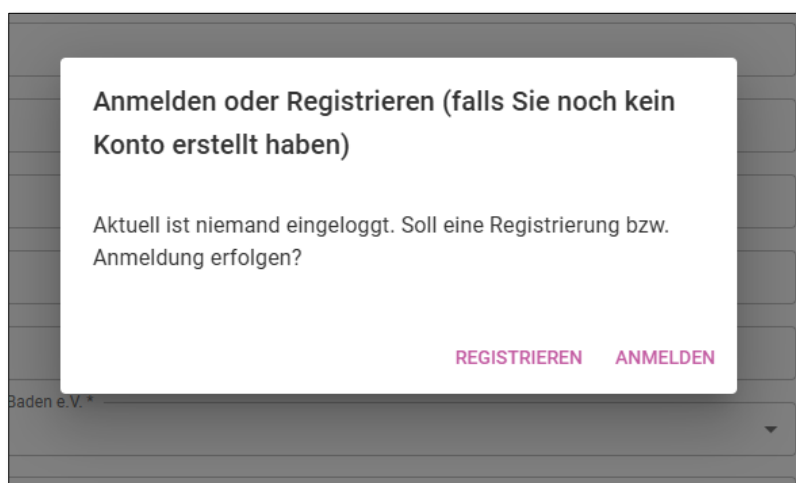 Anmelden oder Registrieren (falls Sie noch kein
Konto erstellt haben)
Aktuell ist niemand eingeloggt. Soll eine Registrierung bzw.
Anmeldung erfolgen?
REGISTRIEREN ANMELDEN
Baden e.V. *